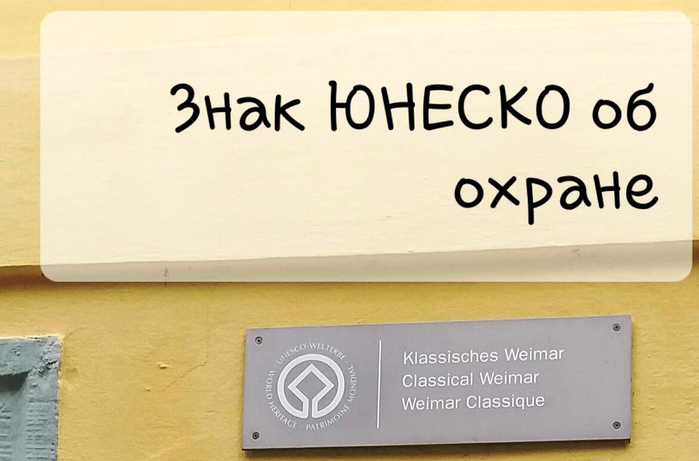 Знак ЮНЕСКО об
охране
UNESCO-WELTERBE · WORLD HERITAGE · PATRIMOINE MONDIAL
Klassisches Weimar
Classical Weimar
Weimar Classique